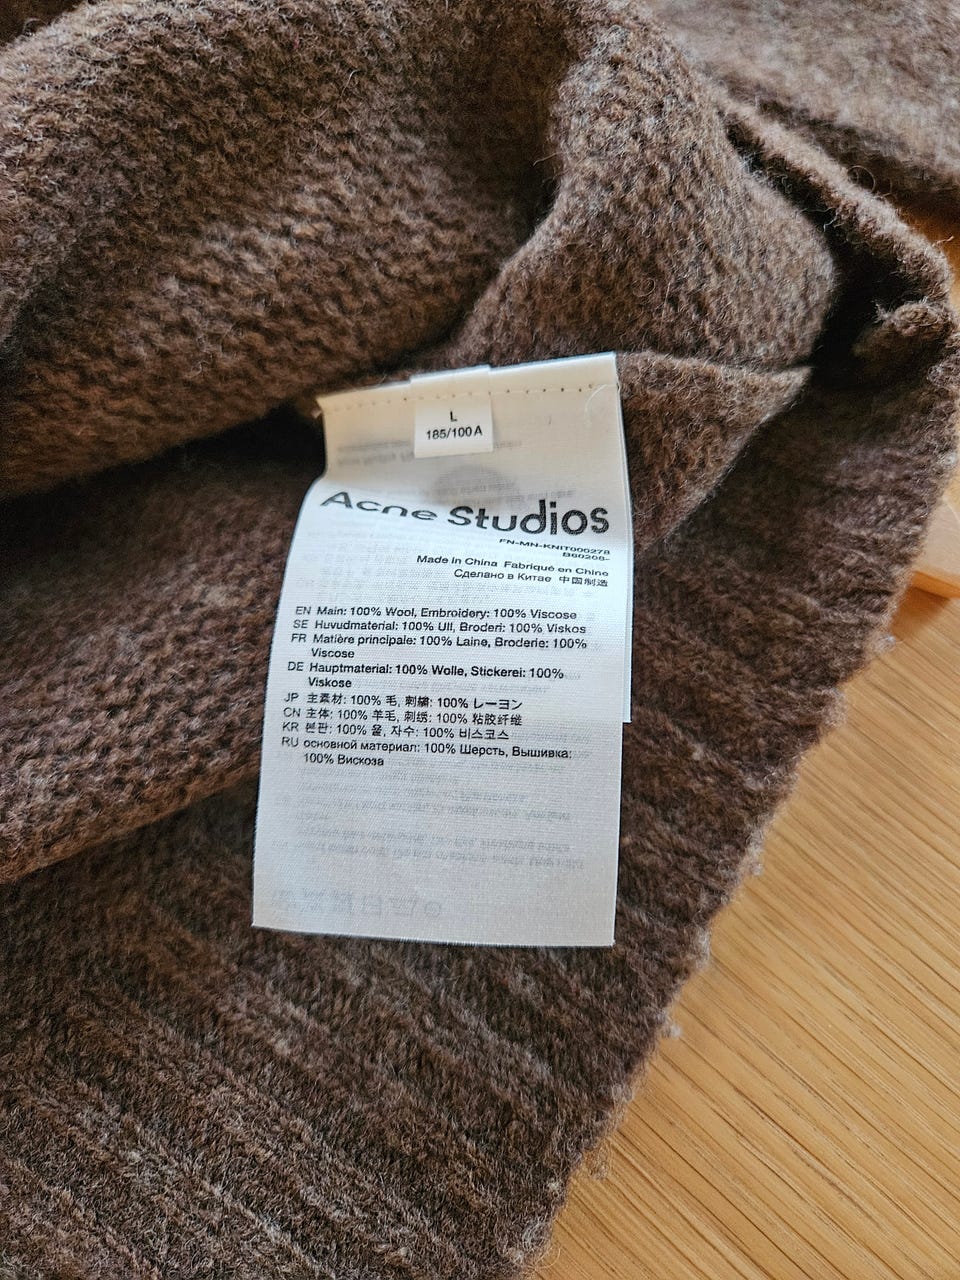 L
185/100A
Acne Studios
FN-MN-KNIT000278
B60206-
Made in China Fabriqué en Chine
Сделано в Китае 中国制造
EN Main: 100% Wool, Embroidery: 100% Viscose
SE Huvudmaterial: 100% Ull, Broderi: 100% Viskos
FR Matière principale: 100% Laine, Broderie: 100%
Viscose
DE Hauptmaterial: 100% Wolle, Stickerei: 100%
Viskose
JP 主素材: 100% 毛, 刺繍: 100% レーヨン
CN 主体: 100% 羊毛, 刺绣: 100% 粘胶纤维
KR 본판: 100% 울, 자수: 100% 비스코스
RU основной материал: 100% Шерсть, Вышивка:
100% Вискоза